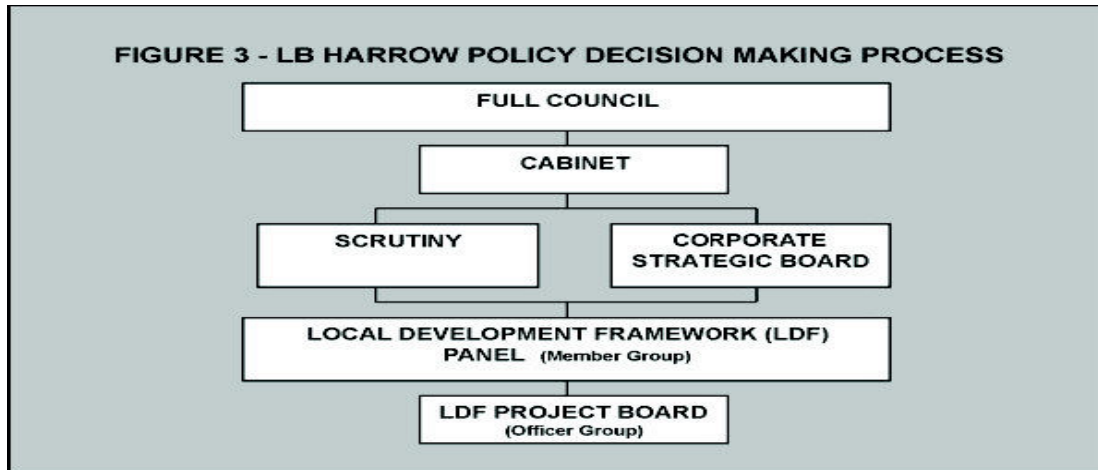 FIGURE 3 - LB HARROW POLICY DECISION MAKING PROCESS
FULL COUNCIL
CABINET
SCRUTINY
CORPORATE
STRATEGIC BOARD
LOCAL DEVELOPMENT FRAMEWORK (LDF)
PANEL (Member Group)
LDF PROJECT BOARD
(Officer Group)